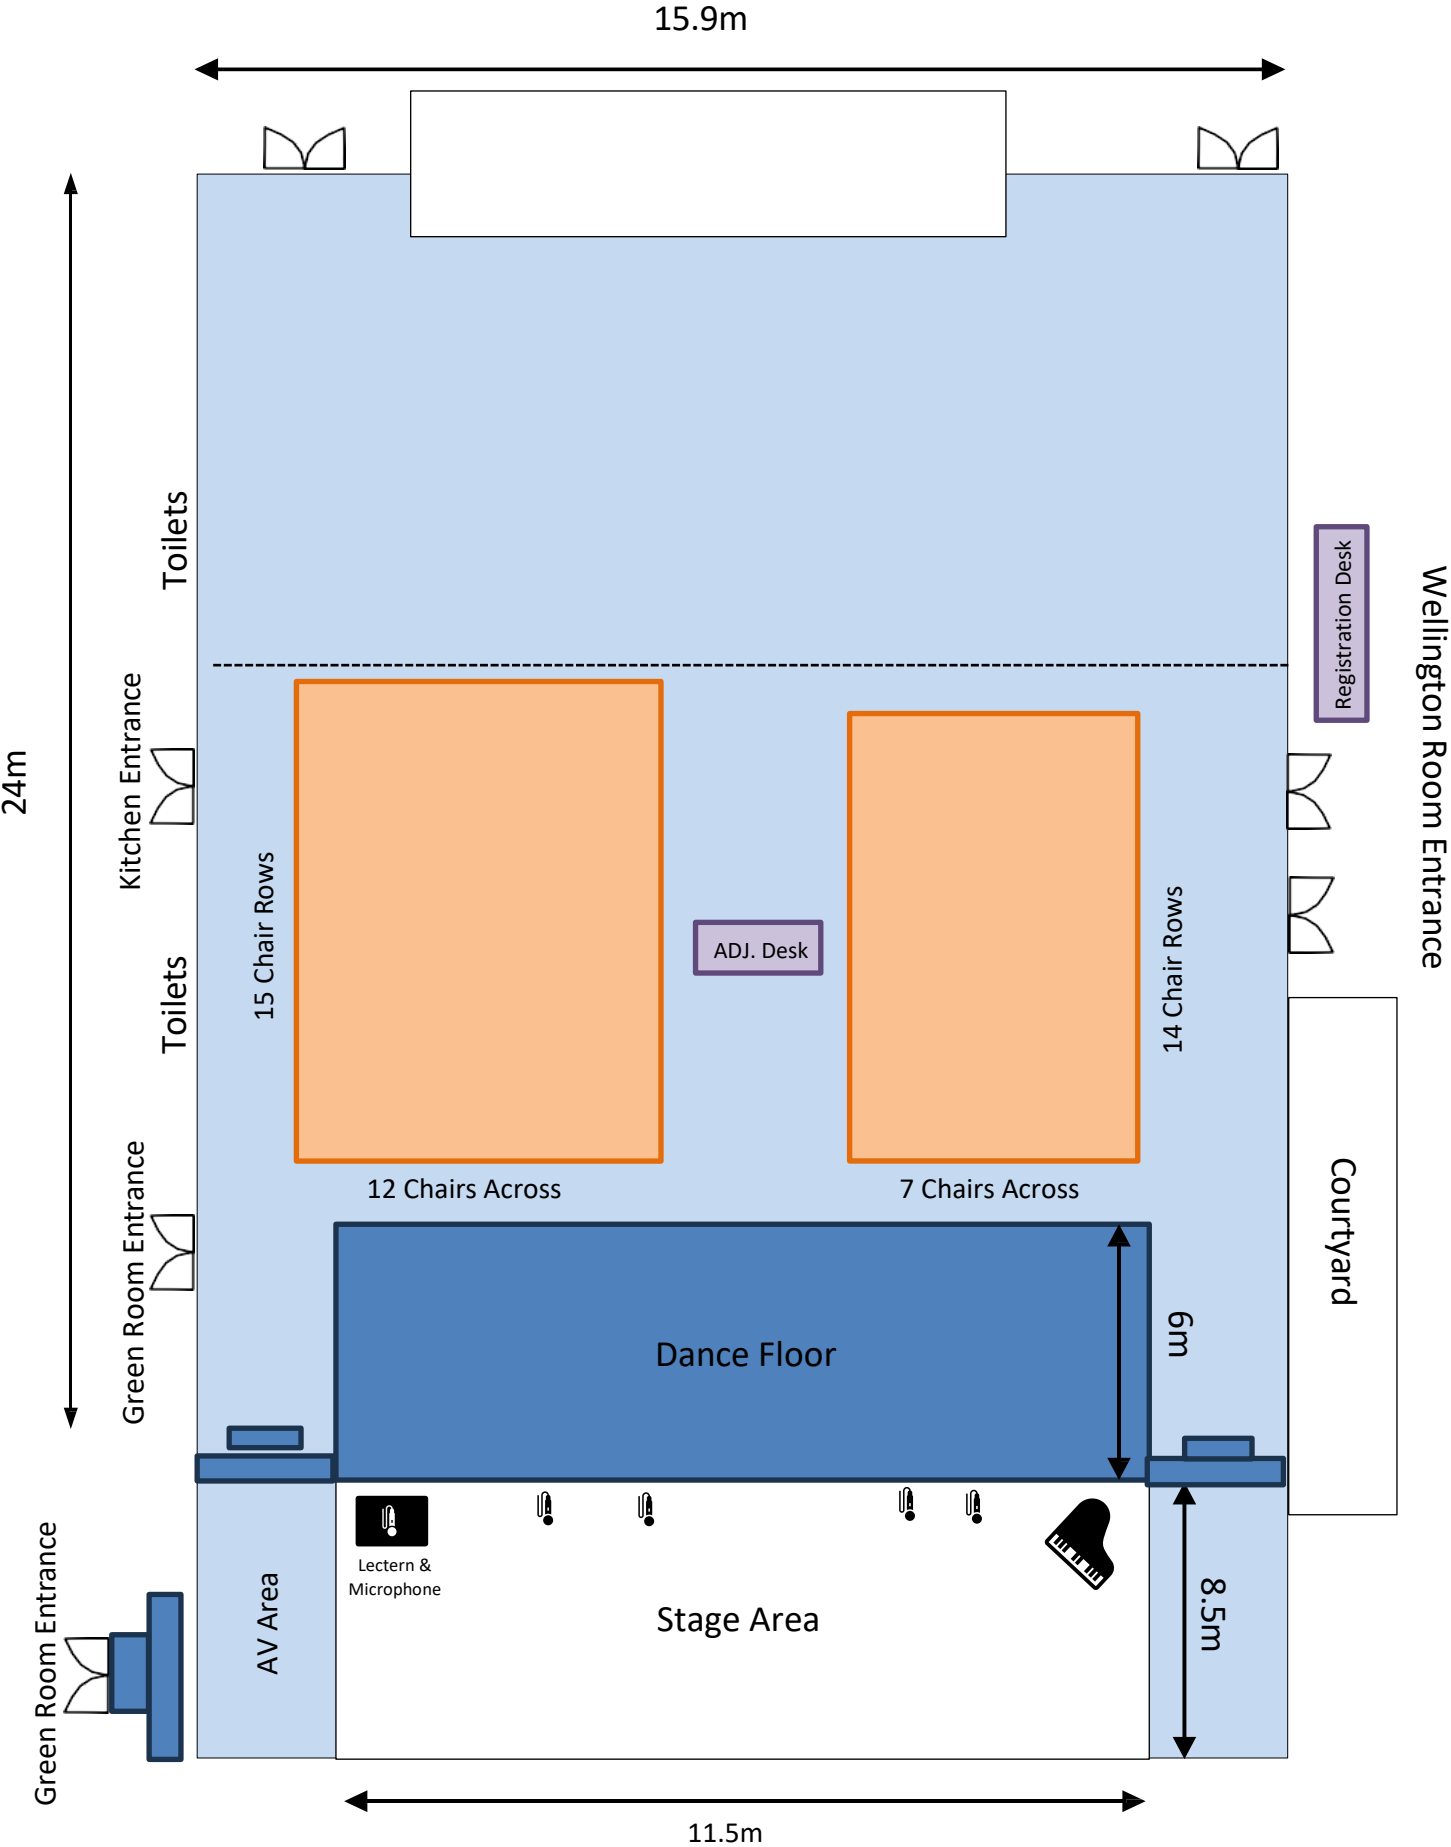 15.9m
Toilets
Registration Desk
Wellington Room Entrance
Kitchen Entrance
24m
15 Chair Rows
ADJ. Desk
14 Chair Rows
Toilets
12 Chairs Across
7 Chairs Across
Courtyard
Green Room Entrance
6m
Dance Floor
Lectern &
Microphone
AV Area
Stage Area
8.5m
Green Room Entrance
11.5m